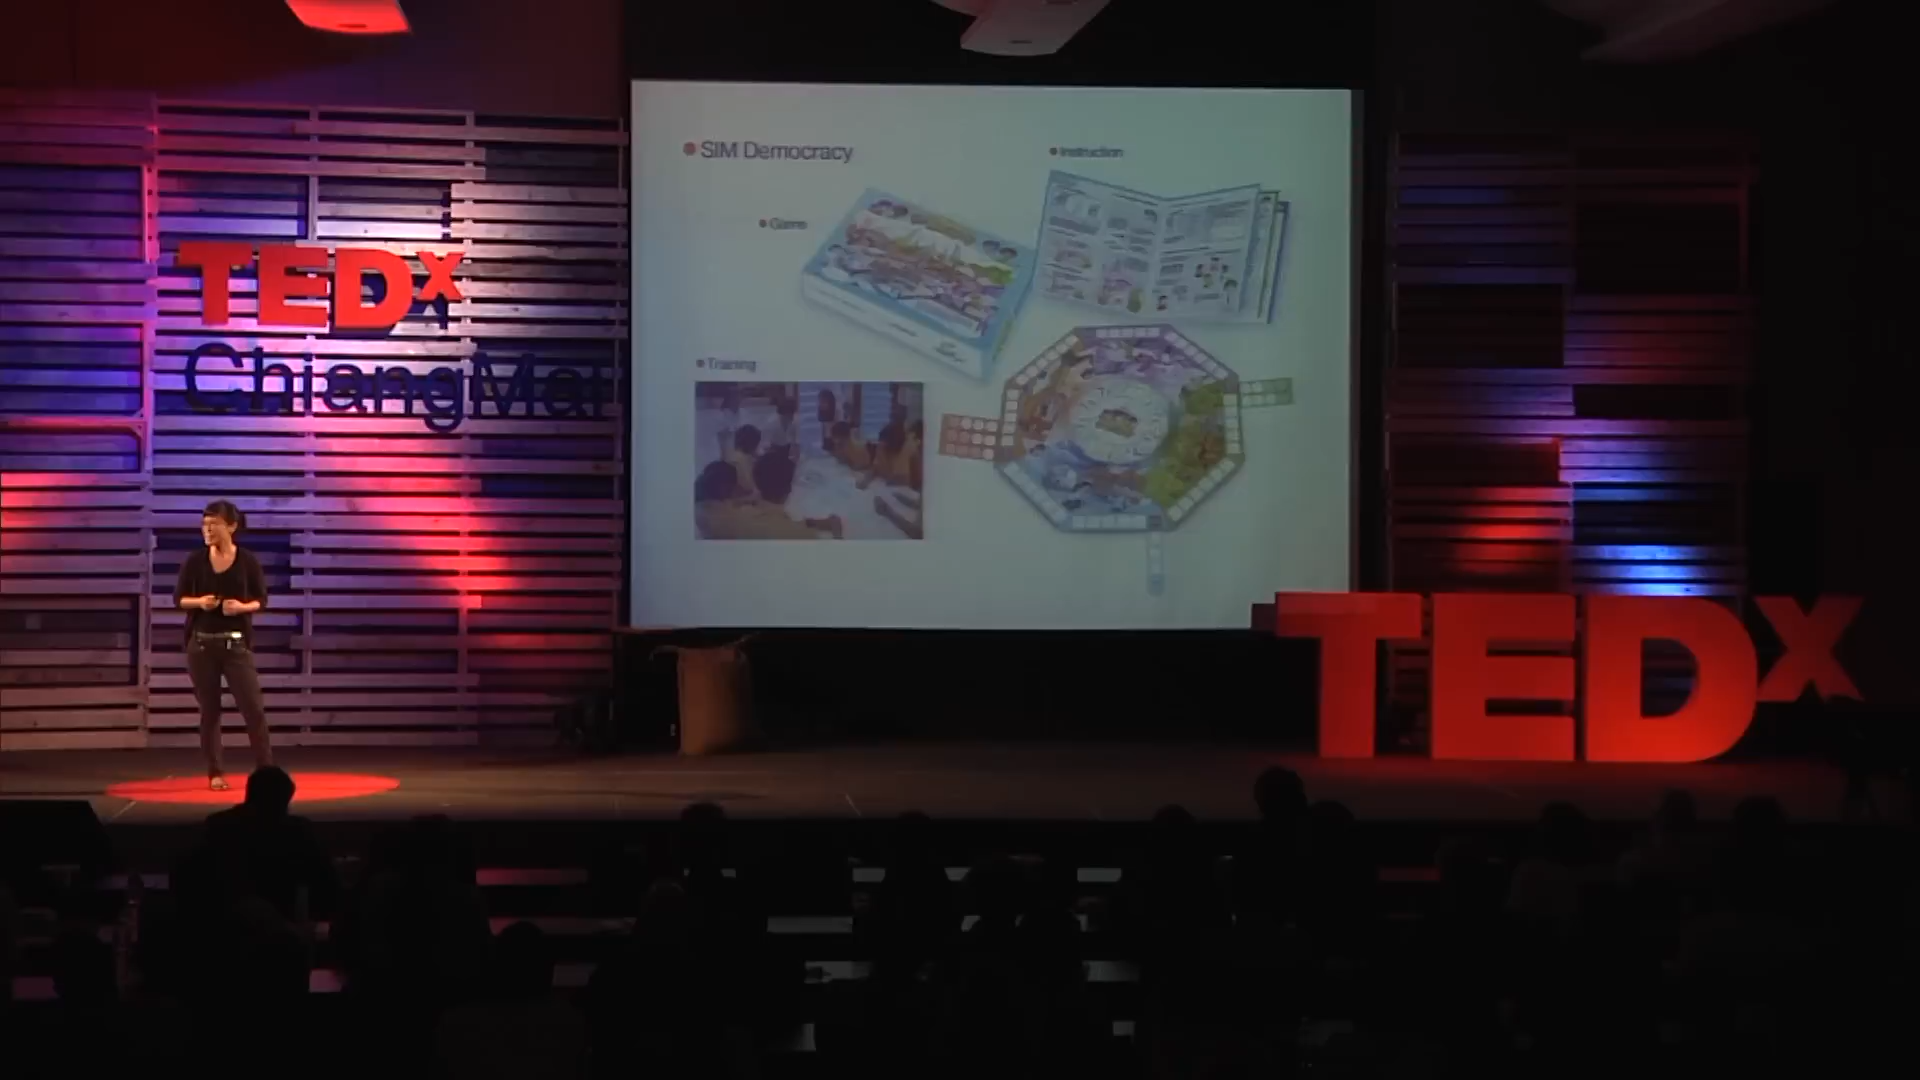 TEDx
ChiangMai
SIM Democracy
Instruction
Game
Training
TEDx